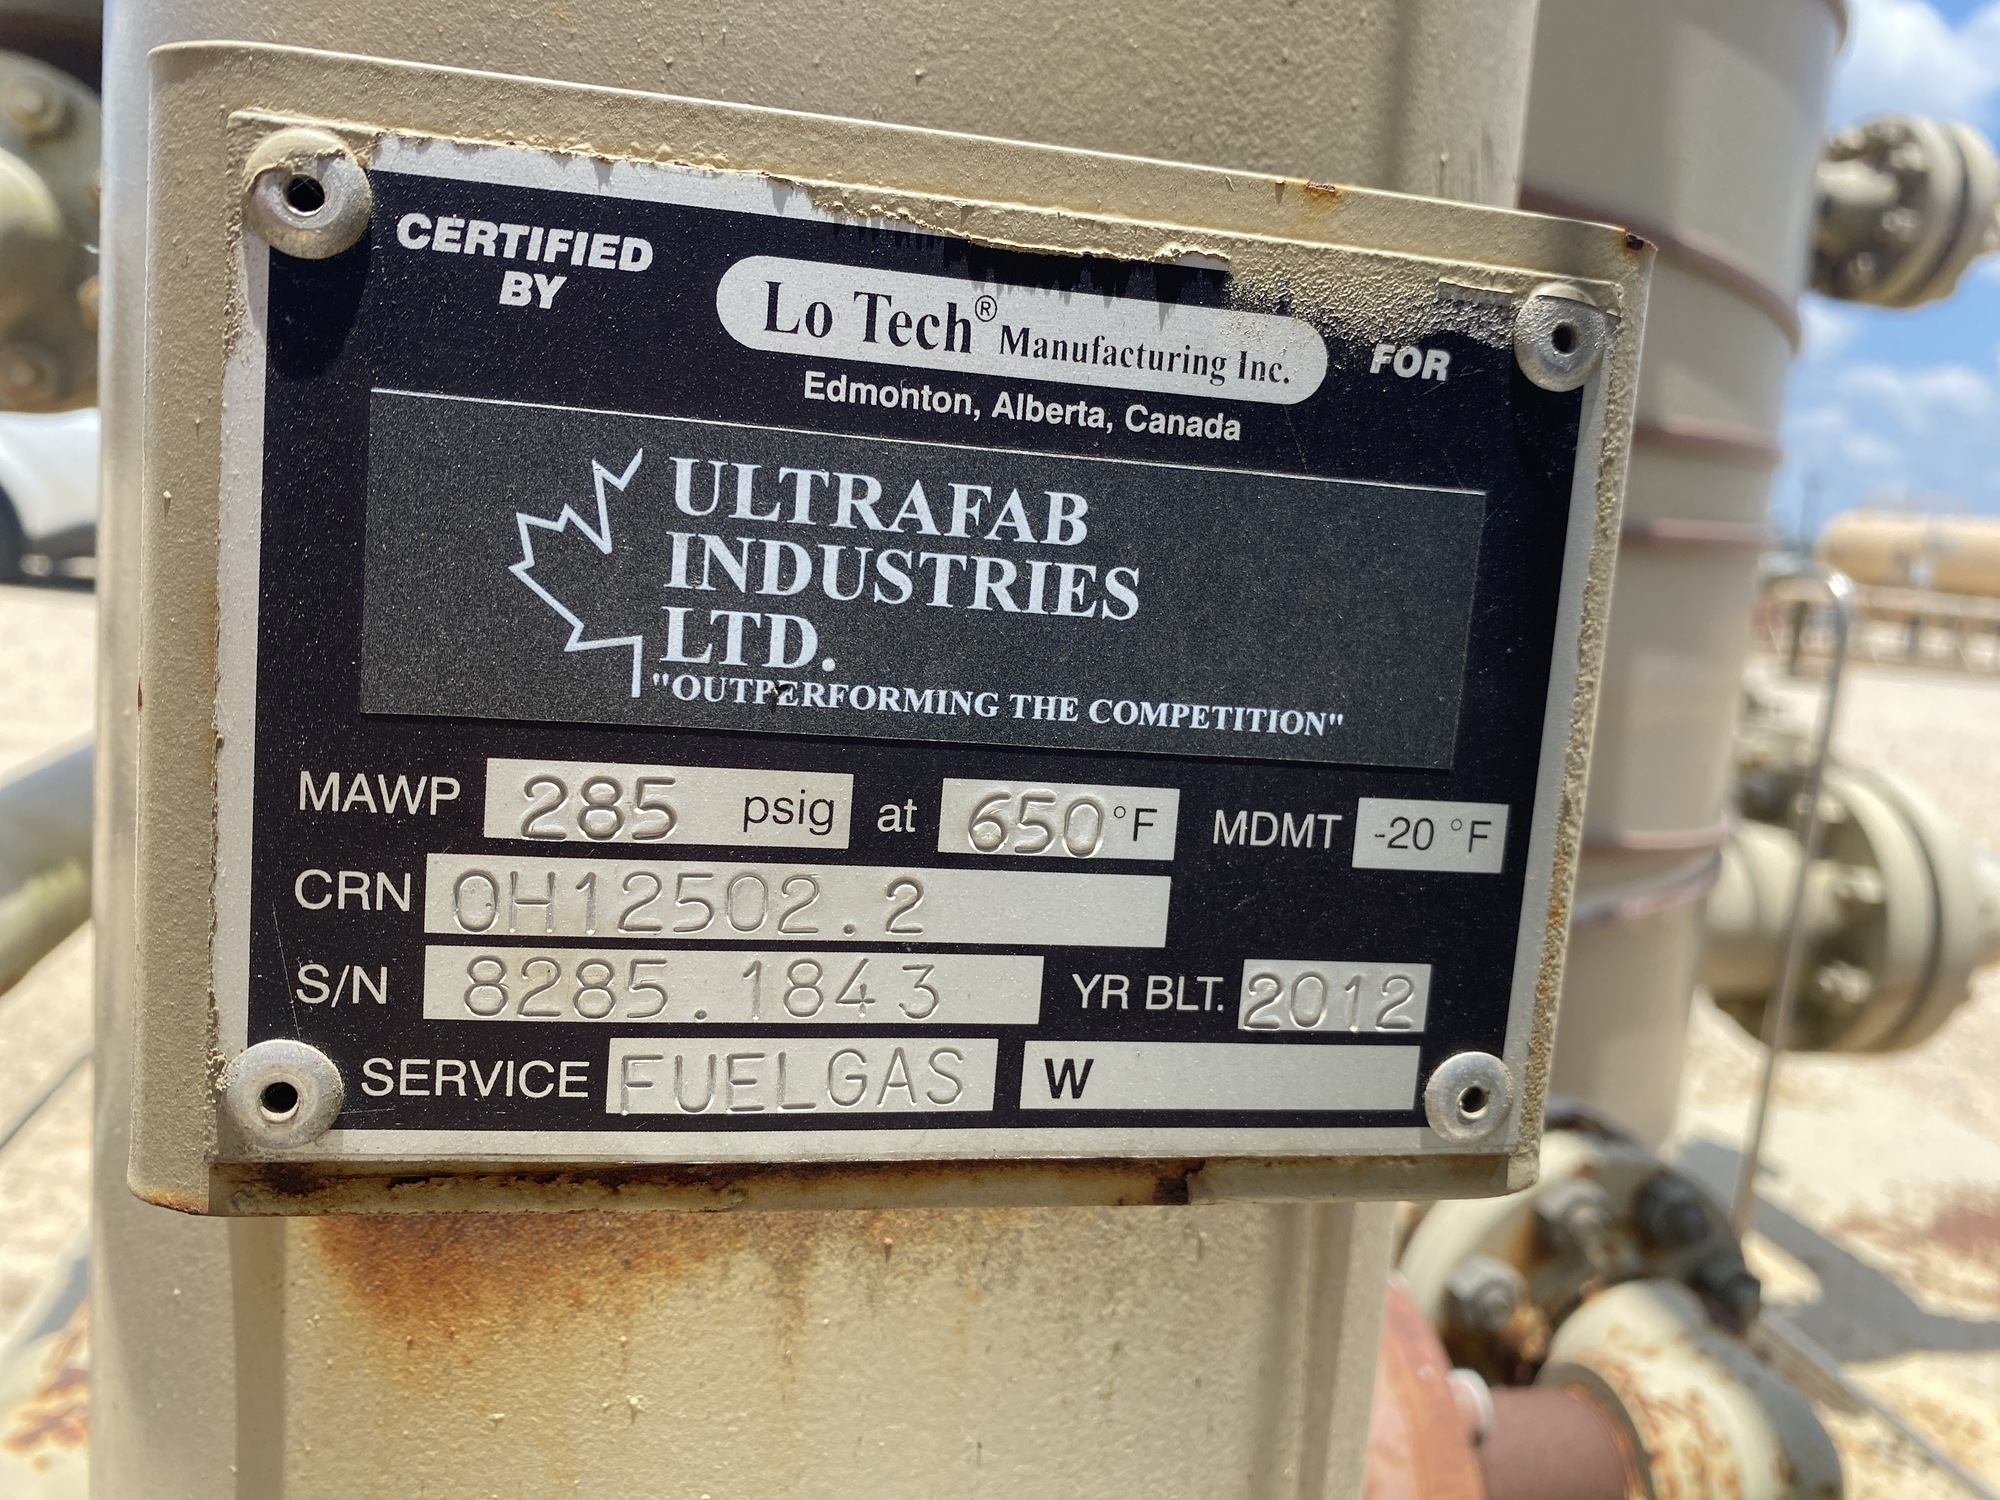 CERTIFIED
BY
Lo Tech® Manufacturing Inc.
FOR
Edmonton, Alberta, Canada
ULTRAFAB
INDUSTRIES
LTD.
"OUTPERFORMING THE COMPETITION"
MAWP 285 psig at 650 °F MDMT -20 °F
CRN 0H12502.2
S/N 8285.1843 YR BLT. 2012
SERVICE FUELGAS W